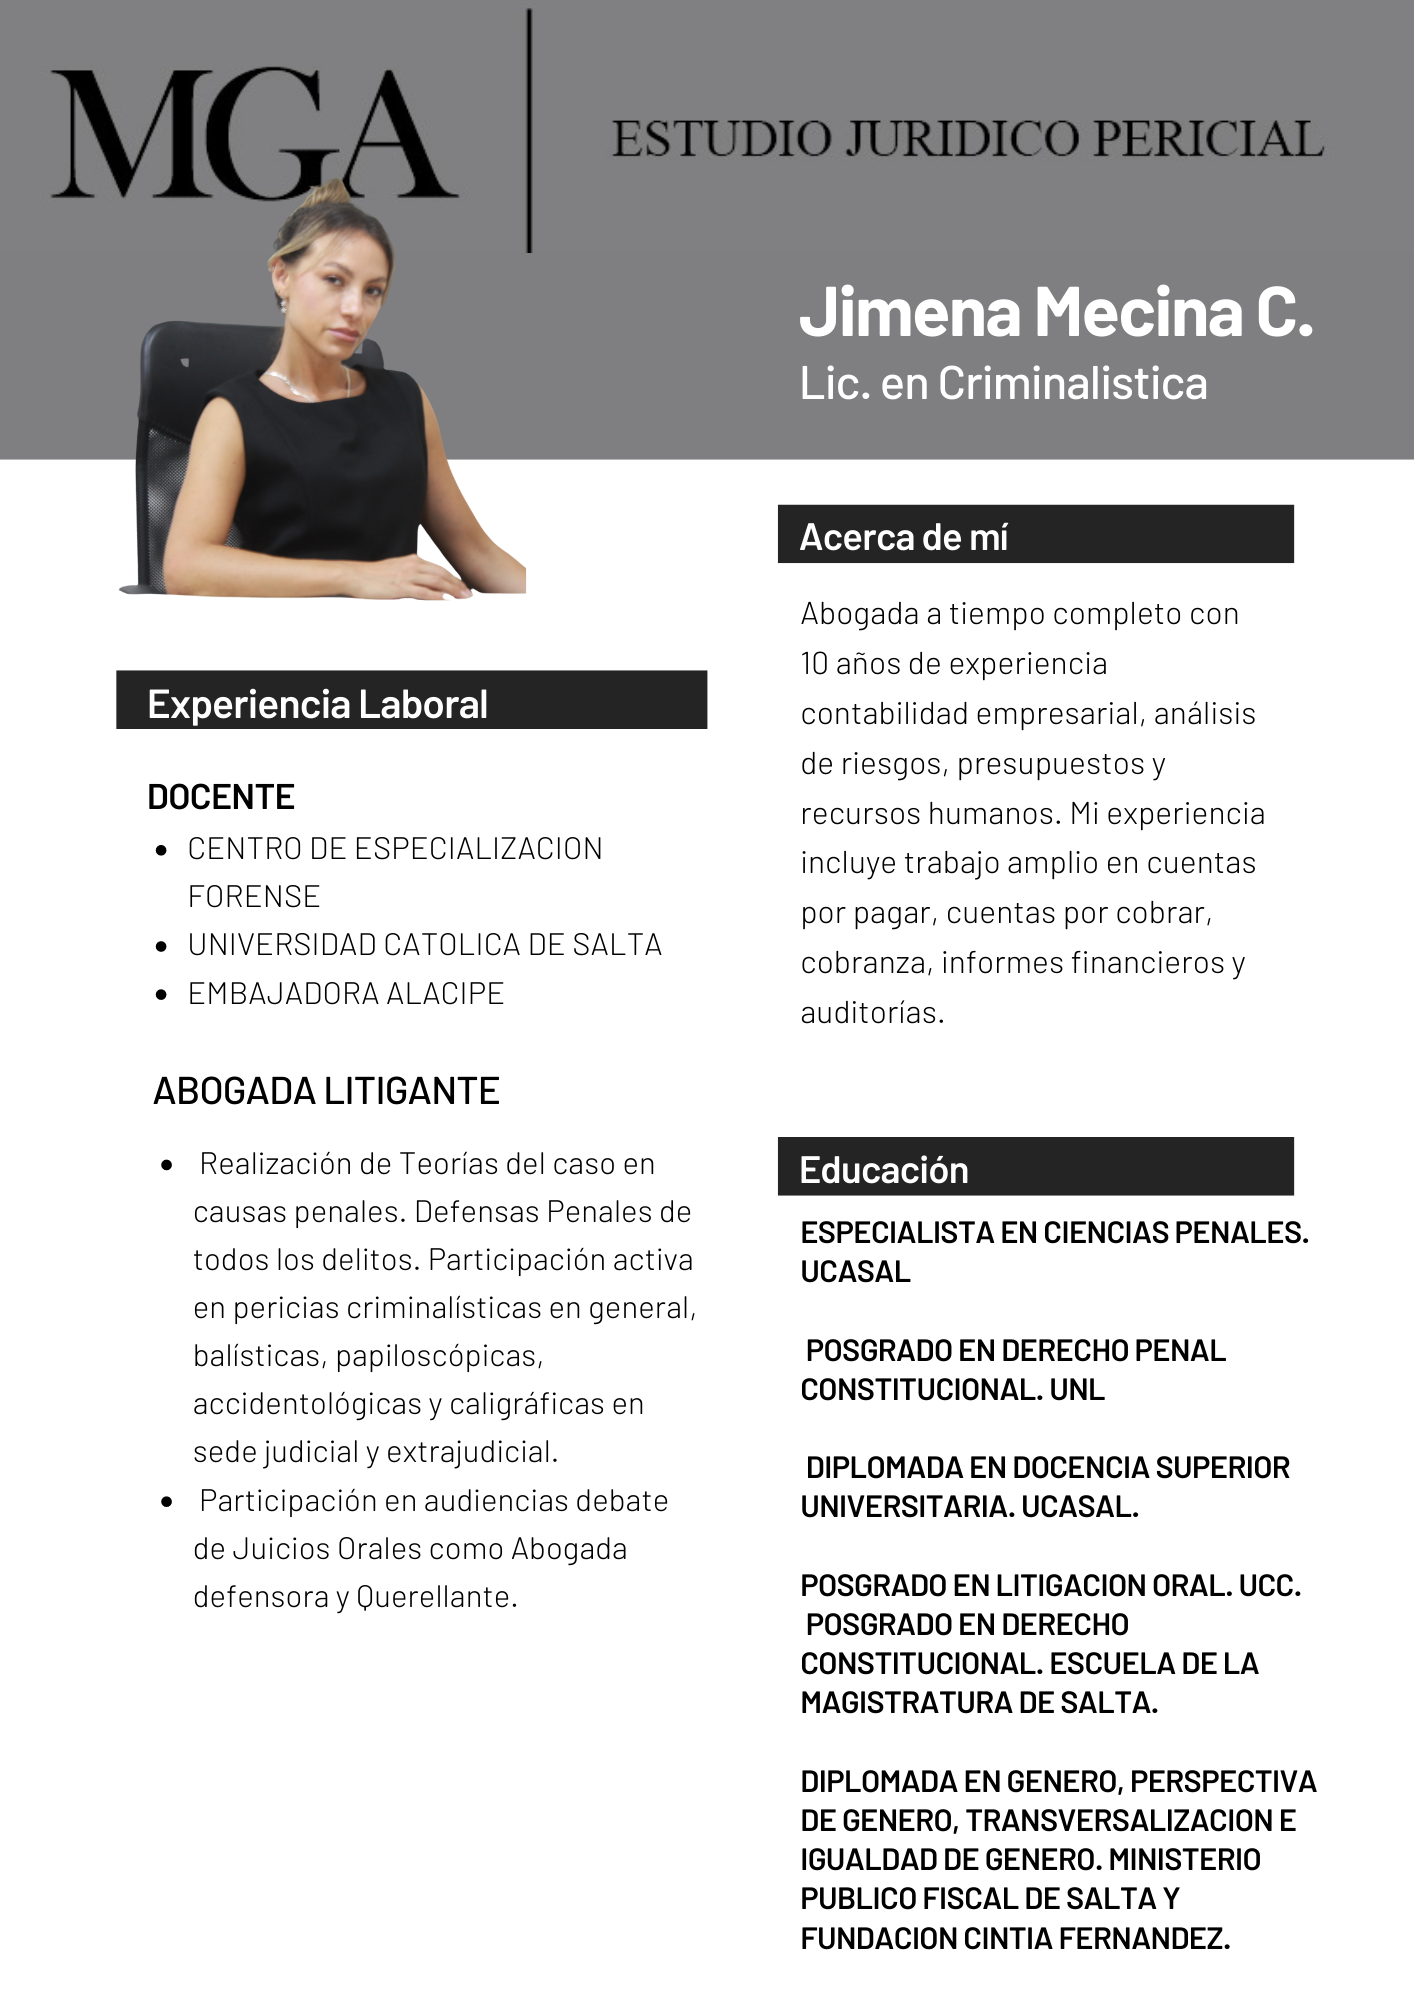 MGA
ESTUDIO JURIDICO PERICIAL
Jimena Mecina C.
Lic. en Criminalistica
Experiencia Laboral
DOCENTE
• CENTRO DE ESPECIALIZACION
FORENSE
• UNIVERSIDAD CATOLICA DE SALTA
• EMBAJADORA ALACIPE
ABOGADA LITIGANTE
• Realización de Teorías del caso en
causas penales. Defensas Penales de
todos los delitos. Participación activa
en pericias criminalísticas en general,
balísticas, papiloscópicas,
accidentológicas y caligráficas en
sede judicial y extrajudicial.
• Participación en audiencias debate
de Juicios Orales como Abogada
defensora y Querellante.
Acerca de mí
Abogada a tiempo completo con
10 años de experiencia
contabilidad empresarial, análisis
de riesgos, presupuestos y
recursos humanos. Mi experiencia
incluye trabajo amplio en cuentas
por pagar, cuentas por cobrar,
cobranza, informes financieros y
auditorías.
Educación
ESPECIALISTA EN CIENCIAS PENALES.
UCASAL
POSGRADO EN DERECHO PENAL
CONSTITUCIONAL. UNL
DIPLOMADA EN DOCENCIA SUPERIOR
UNIVERSITARIA. UCASAL.
POSGRADO EN LITIGACION ORAL. UCC.
POSGRADO EN DERECHO
CONSTITUCIONAL. ESCUELA DE LA
MAGISTRATURA DE SALTA.
DIPLOMADA EN GENERO, PERSPECTIVA
DE GENERO, TRANSVERSALIZACION E
IGUALDAD DE GENERO. MINISTERIO
PUBLICO FISCAL DE SALTA Y
FUNDACION CINTIA FERNANDEZ.